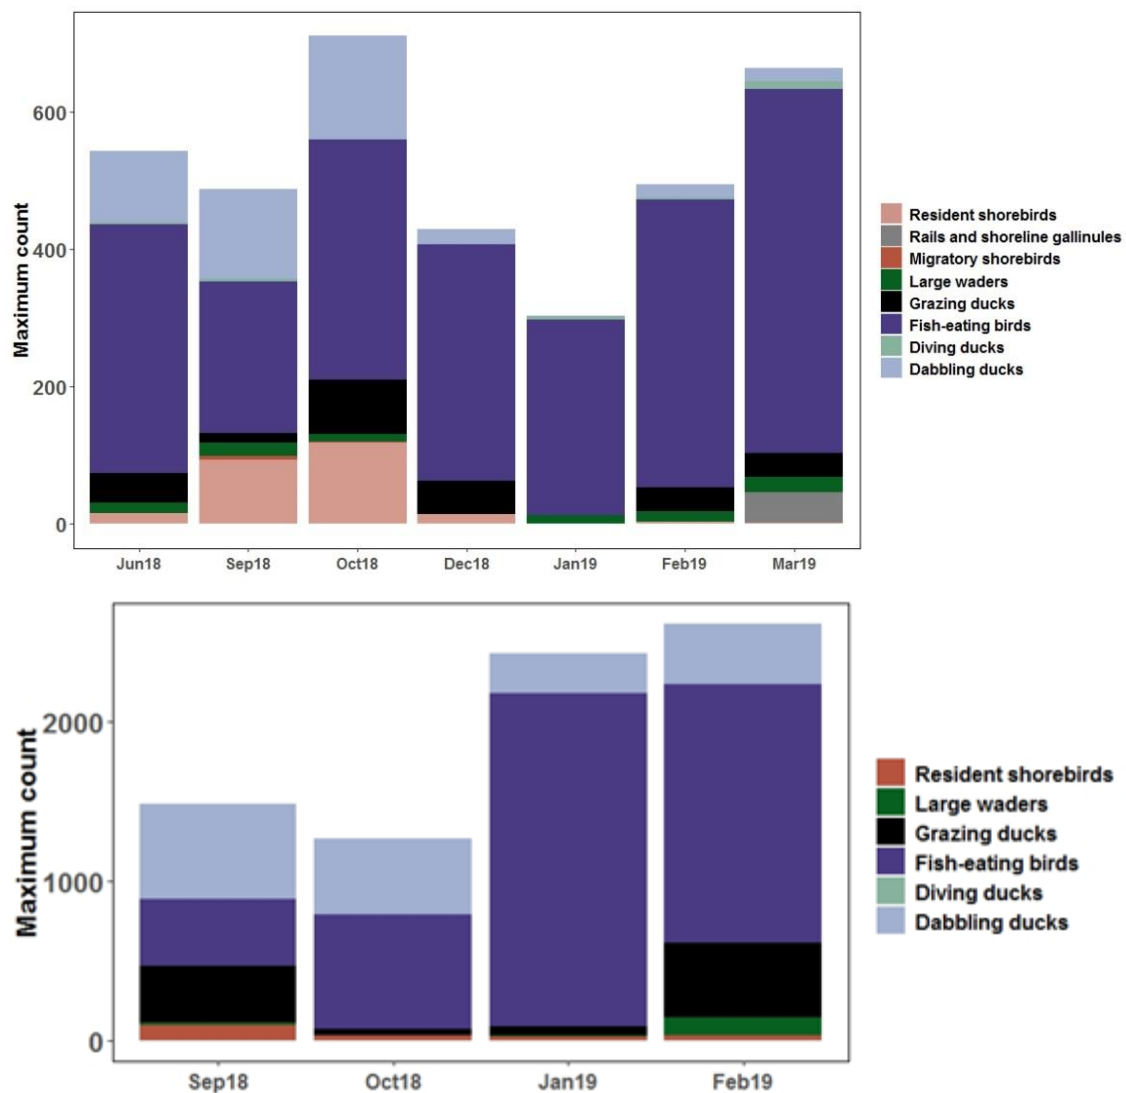 Maximum count
600
400
200
0
Jun18 Sep18 Oct18 Dec18 Jan19 Feb19 Mar19
Resident shorebirds
Rails and shoreline gallinules
Migratory shorebirds
Large waders
Grazing ducks
Fish-eating birds
Diving ducks
Dabbling ducks
Maximum count
2000
1000
0
Sep18 Oct18 Jan19 Feb19
Resident shorebirds
Large waders
Grazing ducks
Fish-eating birds
Diving ducks
Dabbling ducks